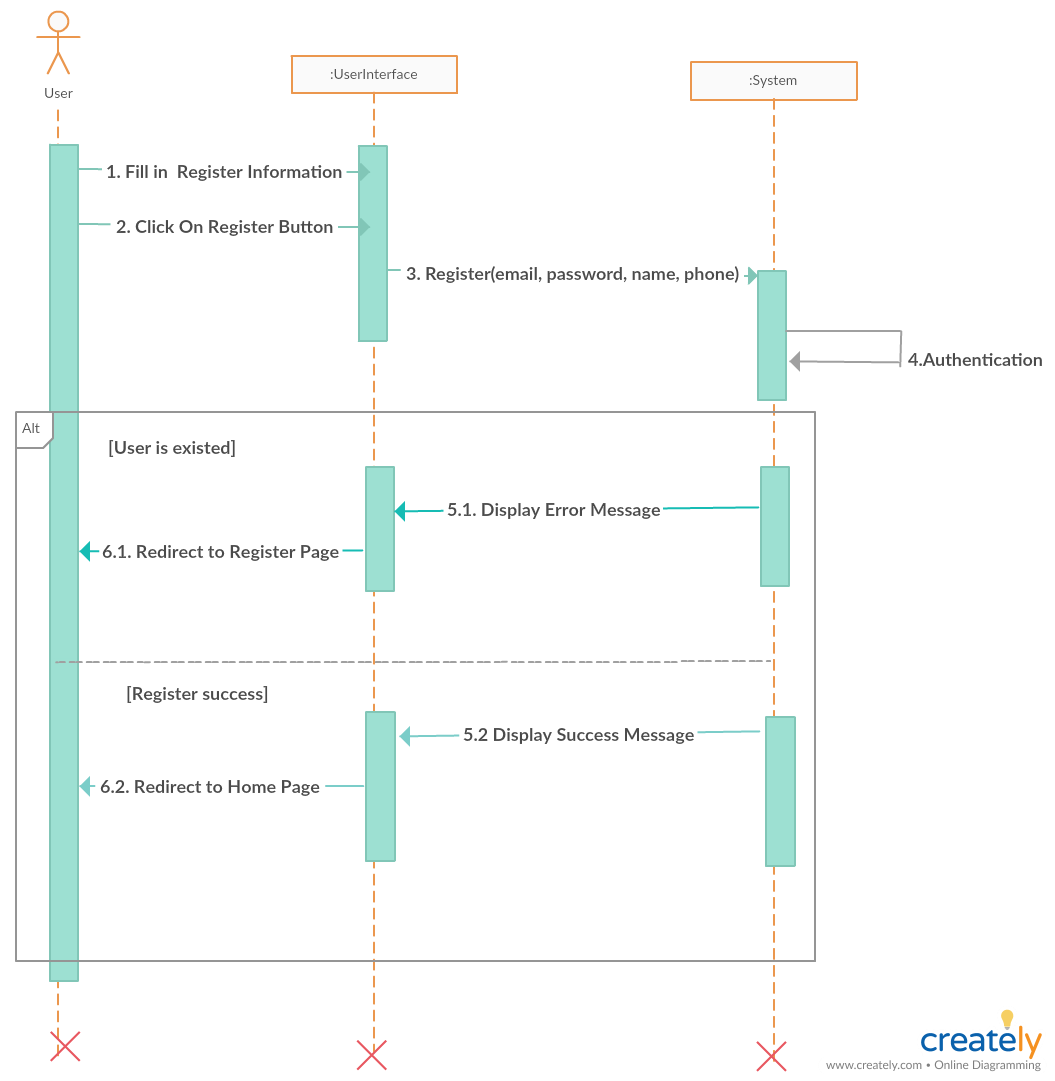 User
:UserInterface
:System
1. Fill in  Register Information
2. Click On Register Button
3. Register(email, password, name, phone)
4.Authentication
Alt
[User is existed]
5.1. Display Error Message
6.1. Redirect to Register Page
[Register success]
5.2 Display Success Message
6.2. Redirect to Home Page
creately
www.creately.com • Online Diagramming